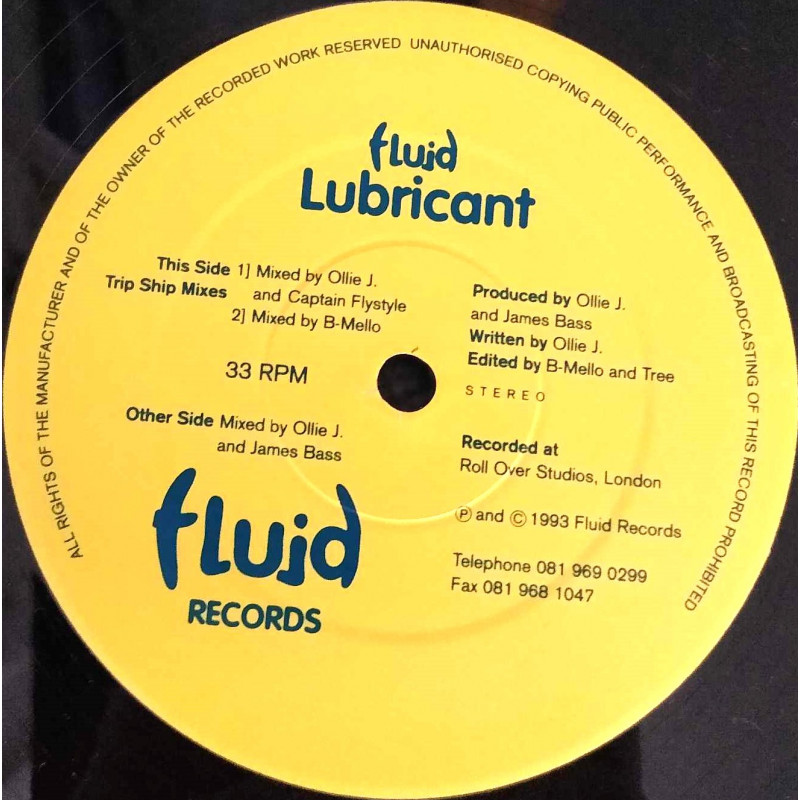 ALL RIGHTS OF THE MANUFACTURER AND OF THE OWNER OF THE RECORDED WORK RESERVED UNAUTHORISED COPYING PUBLIC PERFORMANCE AND BROADCASTING OF THIS RECORD PROHIBITED
fluid
Lubricant
This Side 1] Mixed by Ollie J.
Trip Ship Mixes and Captain Flystyle
2] Mixed by B-Mello
33 RPM
Other Side Mixed by Ollie J.
and James Bass
fluid
RECORDS
Produced by Ollie J.
and James Bass
Written by Ollie J.
Edited by B-Mello and Tree
STEREO
Recorded at
Roll Over Studios, London
℗ and © 1993 Fluid Records
Telephone 081 969 0299
Fax 081 968 1047